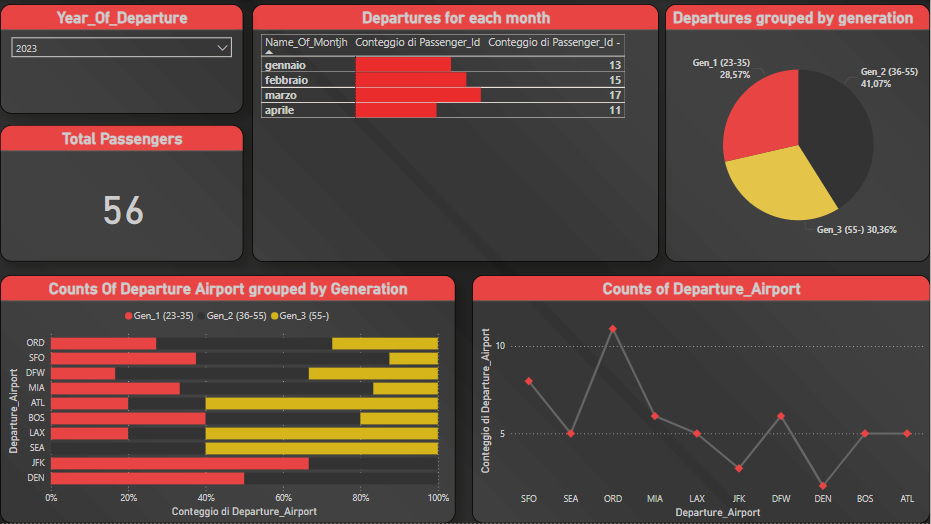 Year_Of_Departure
2023
Total Passengers
56
Departures for each month
Name_Of_Montjh Conteggio di Passenger_Id Conteggio di Passenger_Id -
gennaio 13
febbraio 15
marzo 17
aprile 11
Departures grouped by generation
Gen_1 (23-35)
28,57%
Gen_2 (36-55)
41,07%
Gen_3 (55-) 30,36%
Counts Of Departure Airport grouped by Generation
Gen_1 (23-35) Gen_2 (36-55) Gen_3 (55-)
Departure_Airport
ORD
SFO
DFW
MIA
ATL
BOS
LAX
SEA
JFK
DEN
0% 20% 40% 60% 80% 100%
Conteggio di Departure_Airport
Counts of Departure_Airport
Conteggio di Departure_Airport
10
5
SFO SEA ORD MIA LAX JFK DFW DEN BOS ATL
Departure_Airport